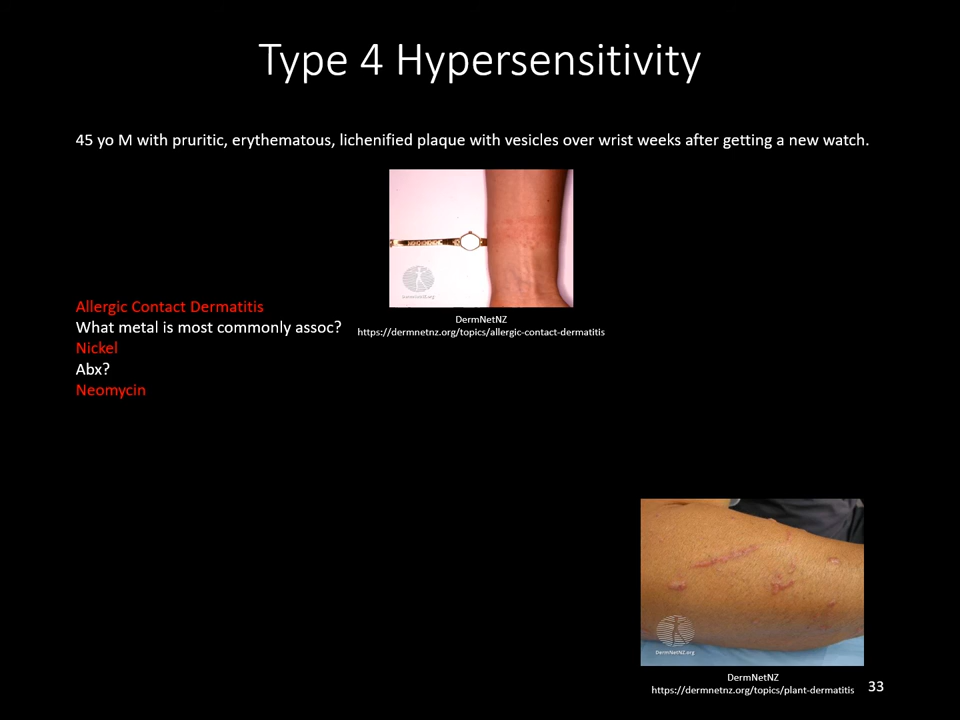 Type 4 Hypersensitivity
45 yo M with pruritic, erythematous, lichenified plaque with vesicles over wrist weeks after getting a new watch.
Allergic Contact Dermatitis
What metal is most commonly assoc?
Nickel
Abx?
Neomycin
DermNetNZ
https://dermnetnz.org/topics/allergic-contact-dermatitis
DermNetNZ.org
DermNetNZ
https://dermnetnz.org/topics/plant-dermatitis
33